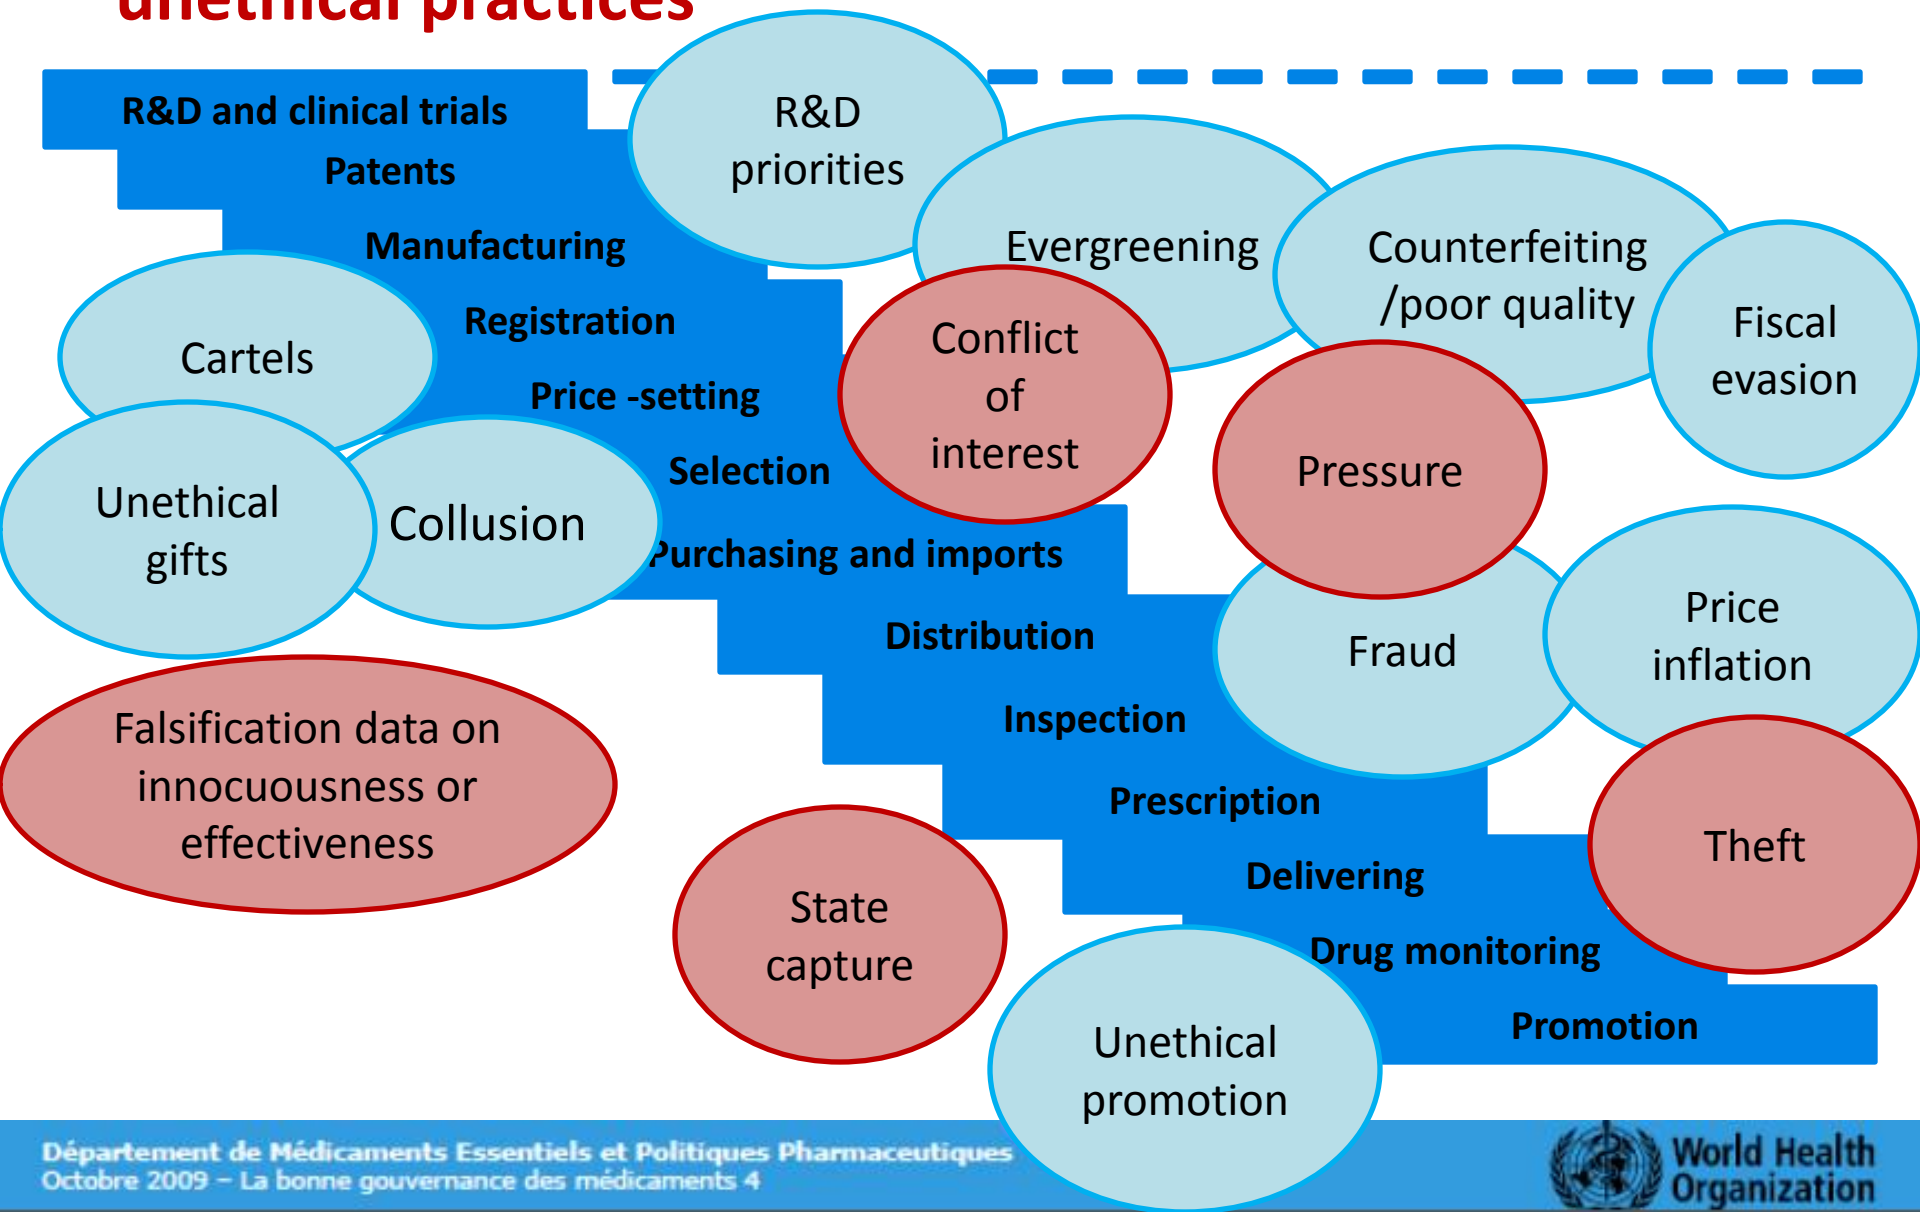 unethical practices
R&D and clinical trials
Patents
Manufacturing
Registration
Price -setting
Selection
Purchasing and imports
Distribution
Inspection
Prescription
Delivering
Drug monitoring
Promotion
R&D
priorities
Evergreening
Counterfeiting
/poor quality
Fiscal
evasion
Cartels
Conflict
of
interest
Pressure
Unethical
gifts
Collusion
Fraud
Price
inflation
Falsification data on
innocuousness or
effectiveness
Theft
State
capture
Unethical
promotion
Département de Médicaments Essentiels et Politiques Pharmaceutiques
Octobre 2009 – La bonne gouvernance des médicaments 4
World Health
Organization